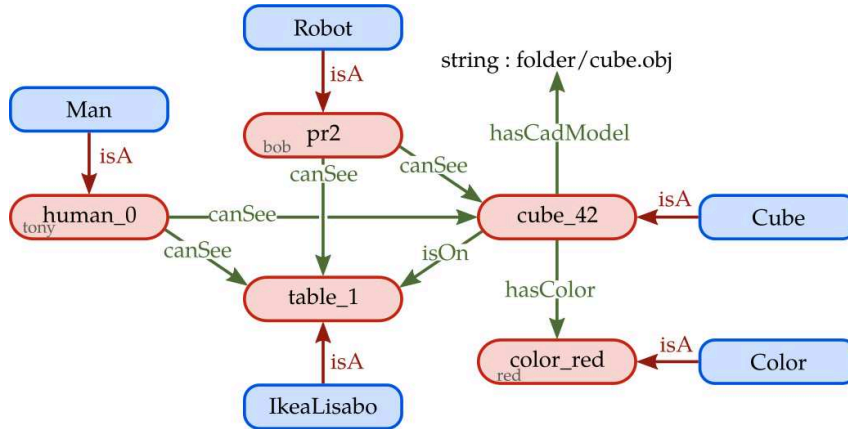 Robot
string : folder/cube.obj
isA
Man
hasCadModel
pr2
bob
isA
canSee
canSee
human_0
tony
canSee
cube_42
isA
Cube
canSee
isOn
table_1
hasColor
isA
color_red
red
isA
Color
IkeaLisabo